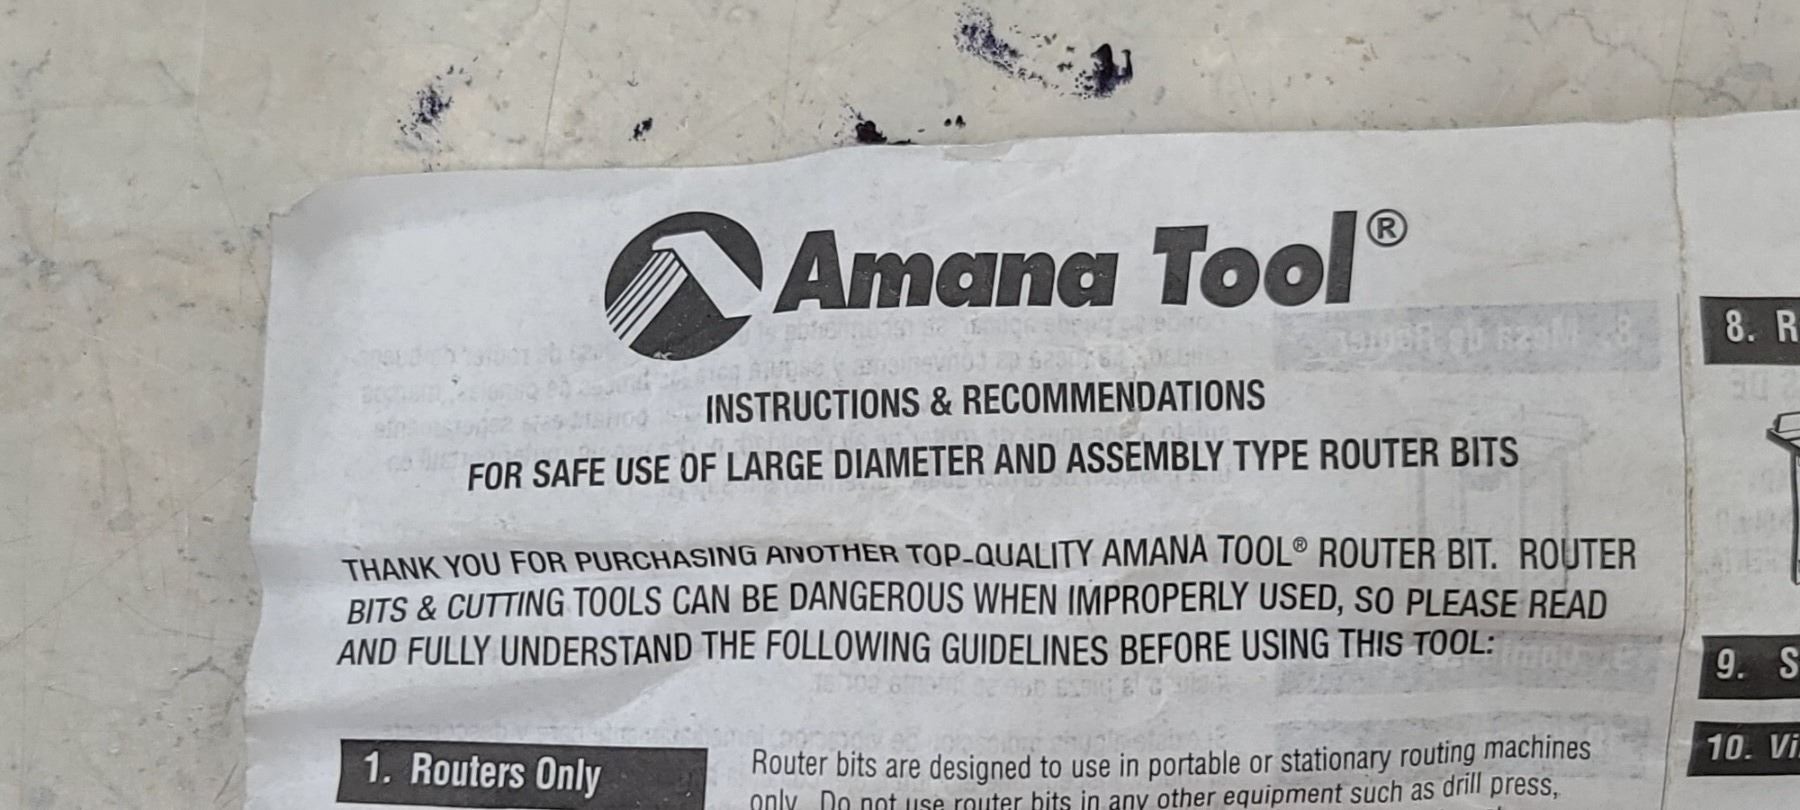 Amana Tool®
INSTRUCTIONS & RECOMMENDATIONS
FOR SAFE USE OF LARGE DIAMETER AND ASSEMBLY TYPE ROUTER BITS
THANK YOU FOR PURCHASING ANOTHER TOP-QUALITY AMANA TOOL® ROUTER BIT. ROUTER
BITS & CUTTING TOOLS CAN BE DANGEROUS WHEN IMPROPERLY USED, SO PLEASE READ
AND FULLY UNDERSTAND THE FOLLOWING GUIDELINES BEFORE USING THIS TOOL:
1. Routers Only
Router bits are designed to use in portable or stationary routing machines
only. Do not use router bits in any other equipment such as drill press,
8. R
9. S
10. Vi